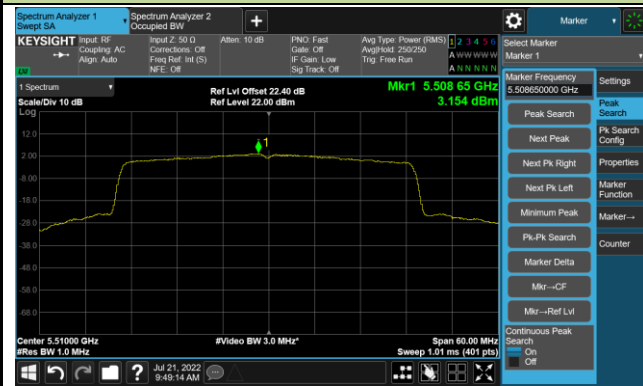 Spectrum Analyzer 1
Swept SA
Spectrum Analyzer 2
Occupied BW
Marker
KEYSIGHT
Input: RF
Coupling: AC
Align: Auto
Input Z: 50 Ω
Corrections: Off
Freq Ref: Int (S)
NFE: Off
Atten: 10 dB
PNO: Fast
Gate: Off
IF Gain: Low
Sig Track: Off
Avg Type: Power (RMS)
Avg|Hold: 250/250
Trig: Free Run
1 2 3 4 5 6
A W W W W W
A N N N N N
LW
Select Marker
Marker 1
1 Spectrum
Scale/Div 10 dB
Ref Lvl Offset 22.40 dB
Ref Level 22.00 dBm
Mkr1 5.508 65 GHz
3.154 dBm
Log
12.0
2.00
-8.00
-18.0
-28.0
-38.0
-48.0
-58.0
-68.0
1
Center 5.51000 GHz
#Res BW 1.0 MHz
#Video BW 3.0 MHz*
Span 60.00 MHz
Sweep 1.01 ms (401 pts)
Marker Frequency
5.508650000 GHz
Peak Search
Next Peak
Next Pk Right
Next Pk Left
Minimum Peak
Pk-Pk Search
Marker Delta
Mkr→CF
Mkr→Ref Lvl
Continuous Peak
Search
On
Off
Settings
Peak
Search
Pk Search
Config
Properties
Marker
Function
Marker→
Counter
Jul 21, 2022
9:49:14 AM